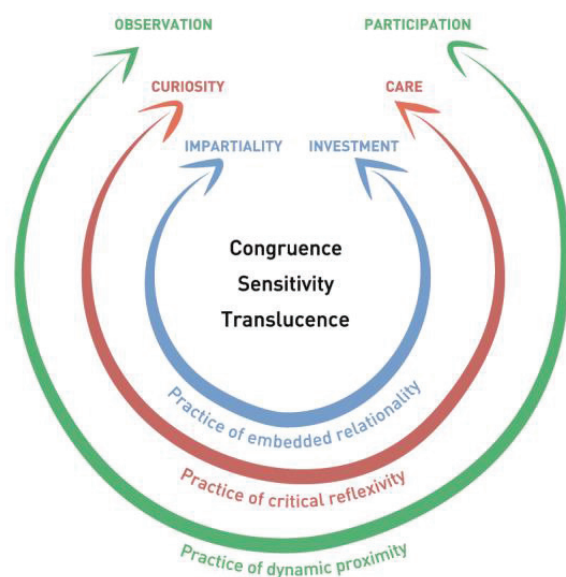 OBSERVATION
PARTICIPATION
CURIOSITY
CARE
IMPARTIALITY
INVESTMENT
Congruence
Sensitivity
Translucence
Practice of embedded relationality
Practice of critical reflexivity
Practice of dynamic proximity